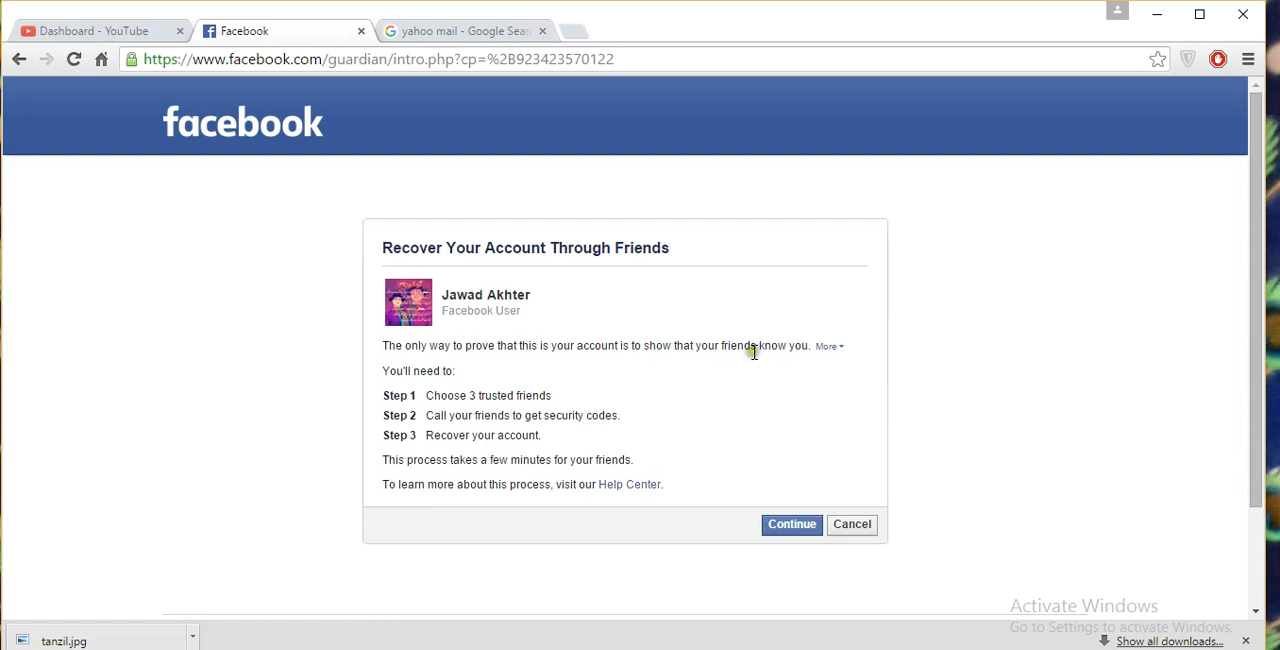 Dashboard - YouTube
Facebook
yahoo mail - Google Sear
https://www.facebook.com/guardian/intro.php?cp=%2B923423570122
facebook
Recover Your Account Through Friends
Jawad Akhter
Facebook User
The only way to prove that this is your account is to show that your friends know you. More
You'll need to:
Step 1 Choose 3 trusted friends
Step 2 Call your friends to get security codes.
Step 3 Recover your account.
This process takes a few minutes for your friends.
To learn more about this process, visit our Help Center.
Continue Cancel
Activate Windows
Go to Settings to activate Windows.
tanzil.jpg
Show all downloads...